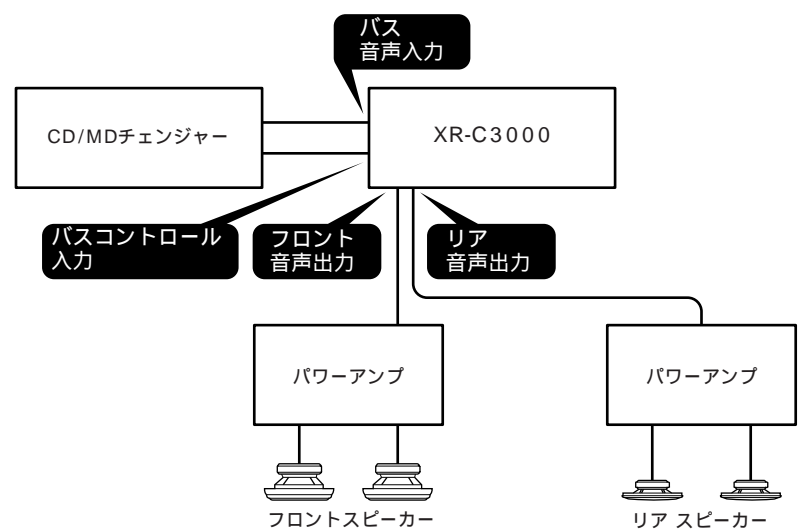 バス
音声入力
CD/MDチェンジャー
XR-C3000
バスコントロール
入力
フロント
音声出力
リア
音声出力
パワーアンプ
パワーアンプ
フロントスピーカー
リア スピーカー